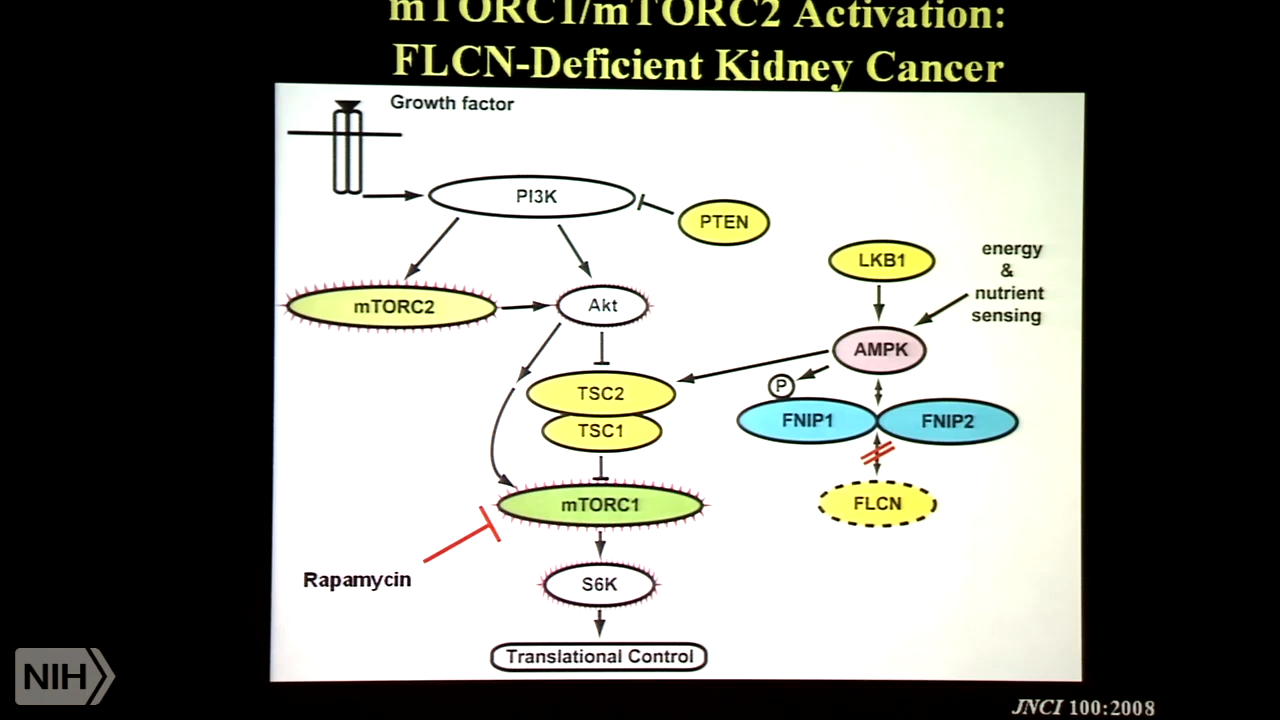 mTORC1/mTORC2 Activation:
FLCN-Deficient Kidney Cancer
Growth factor
PI3K
PTEN
LKB1
energy
&
nutrient
sensing
mTORC2
Akt
AMPK
P
TSC2
TSC1
FNIP1
FNIP2
mTORC1
FLCN
Rapamycin
S6K
Translational Control
NIH
JNCI 100:2008